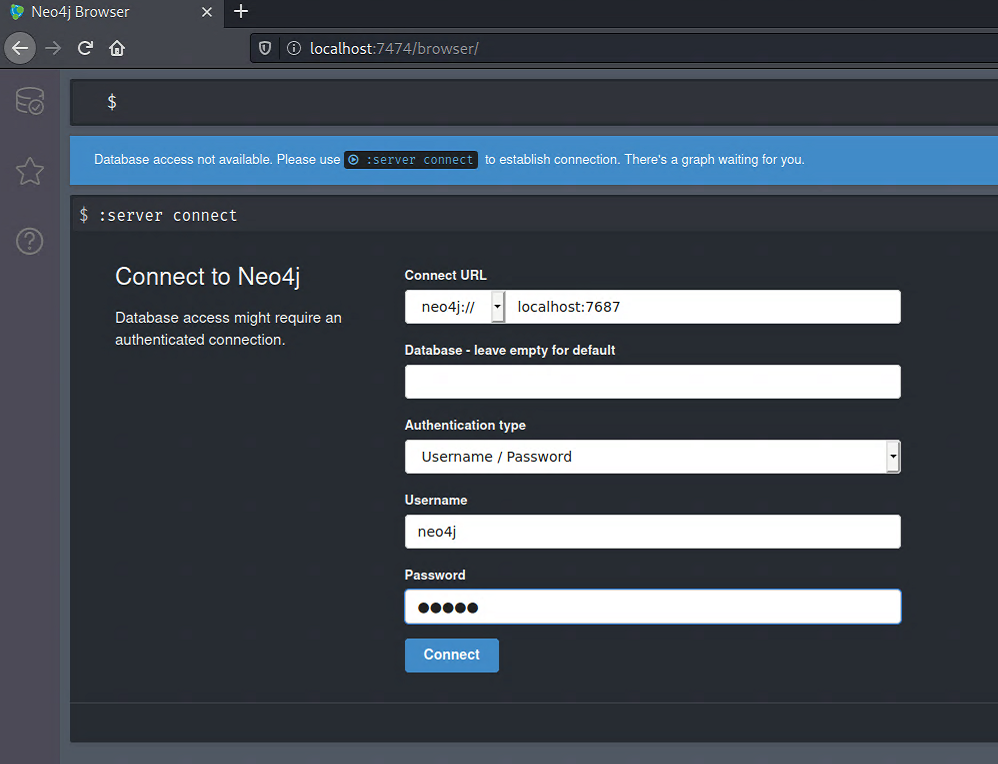 Neo4j Browser
localhost:7474/browser/
$
Database access not available. Please use :server connect to establish connection. There's a graph waiting for you.
$ :server connect
Connect to Neo4j
Database access might require an
authenticated connection.
Connect URL
neo4j:// localhost:7687
Database - leave empty for default
Authentication type
Username / Password
Username
neo4j
Password
●●●●●
Connect